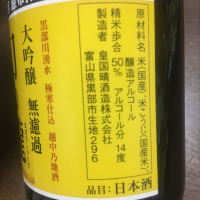 原材料名 米(国産)、米こうじ(国産米)、
醸造アルコール
精米歩合 50% アルコール分 14度
製造者 皇国晴酒造株式会社
富山県黒部市生地296
品目:日本酒
黒部川湧水 極寒仕込 越中乃地酒
大吟醸 無濾過